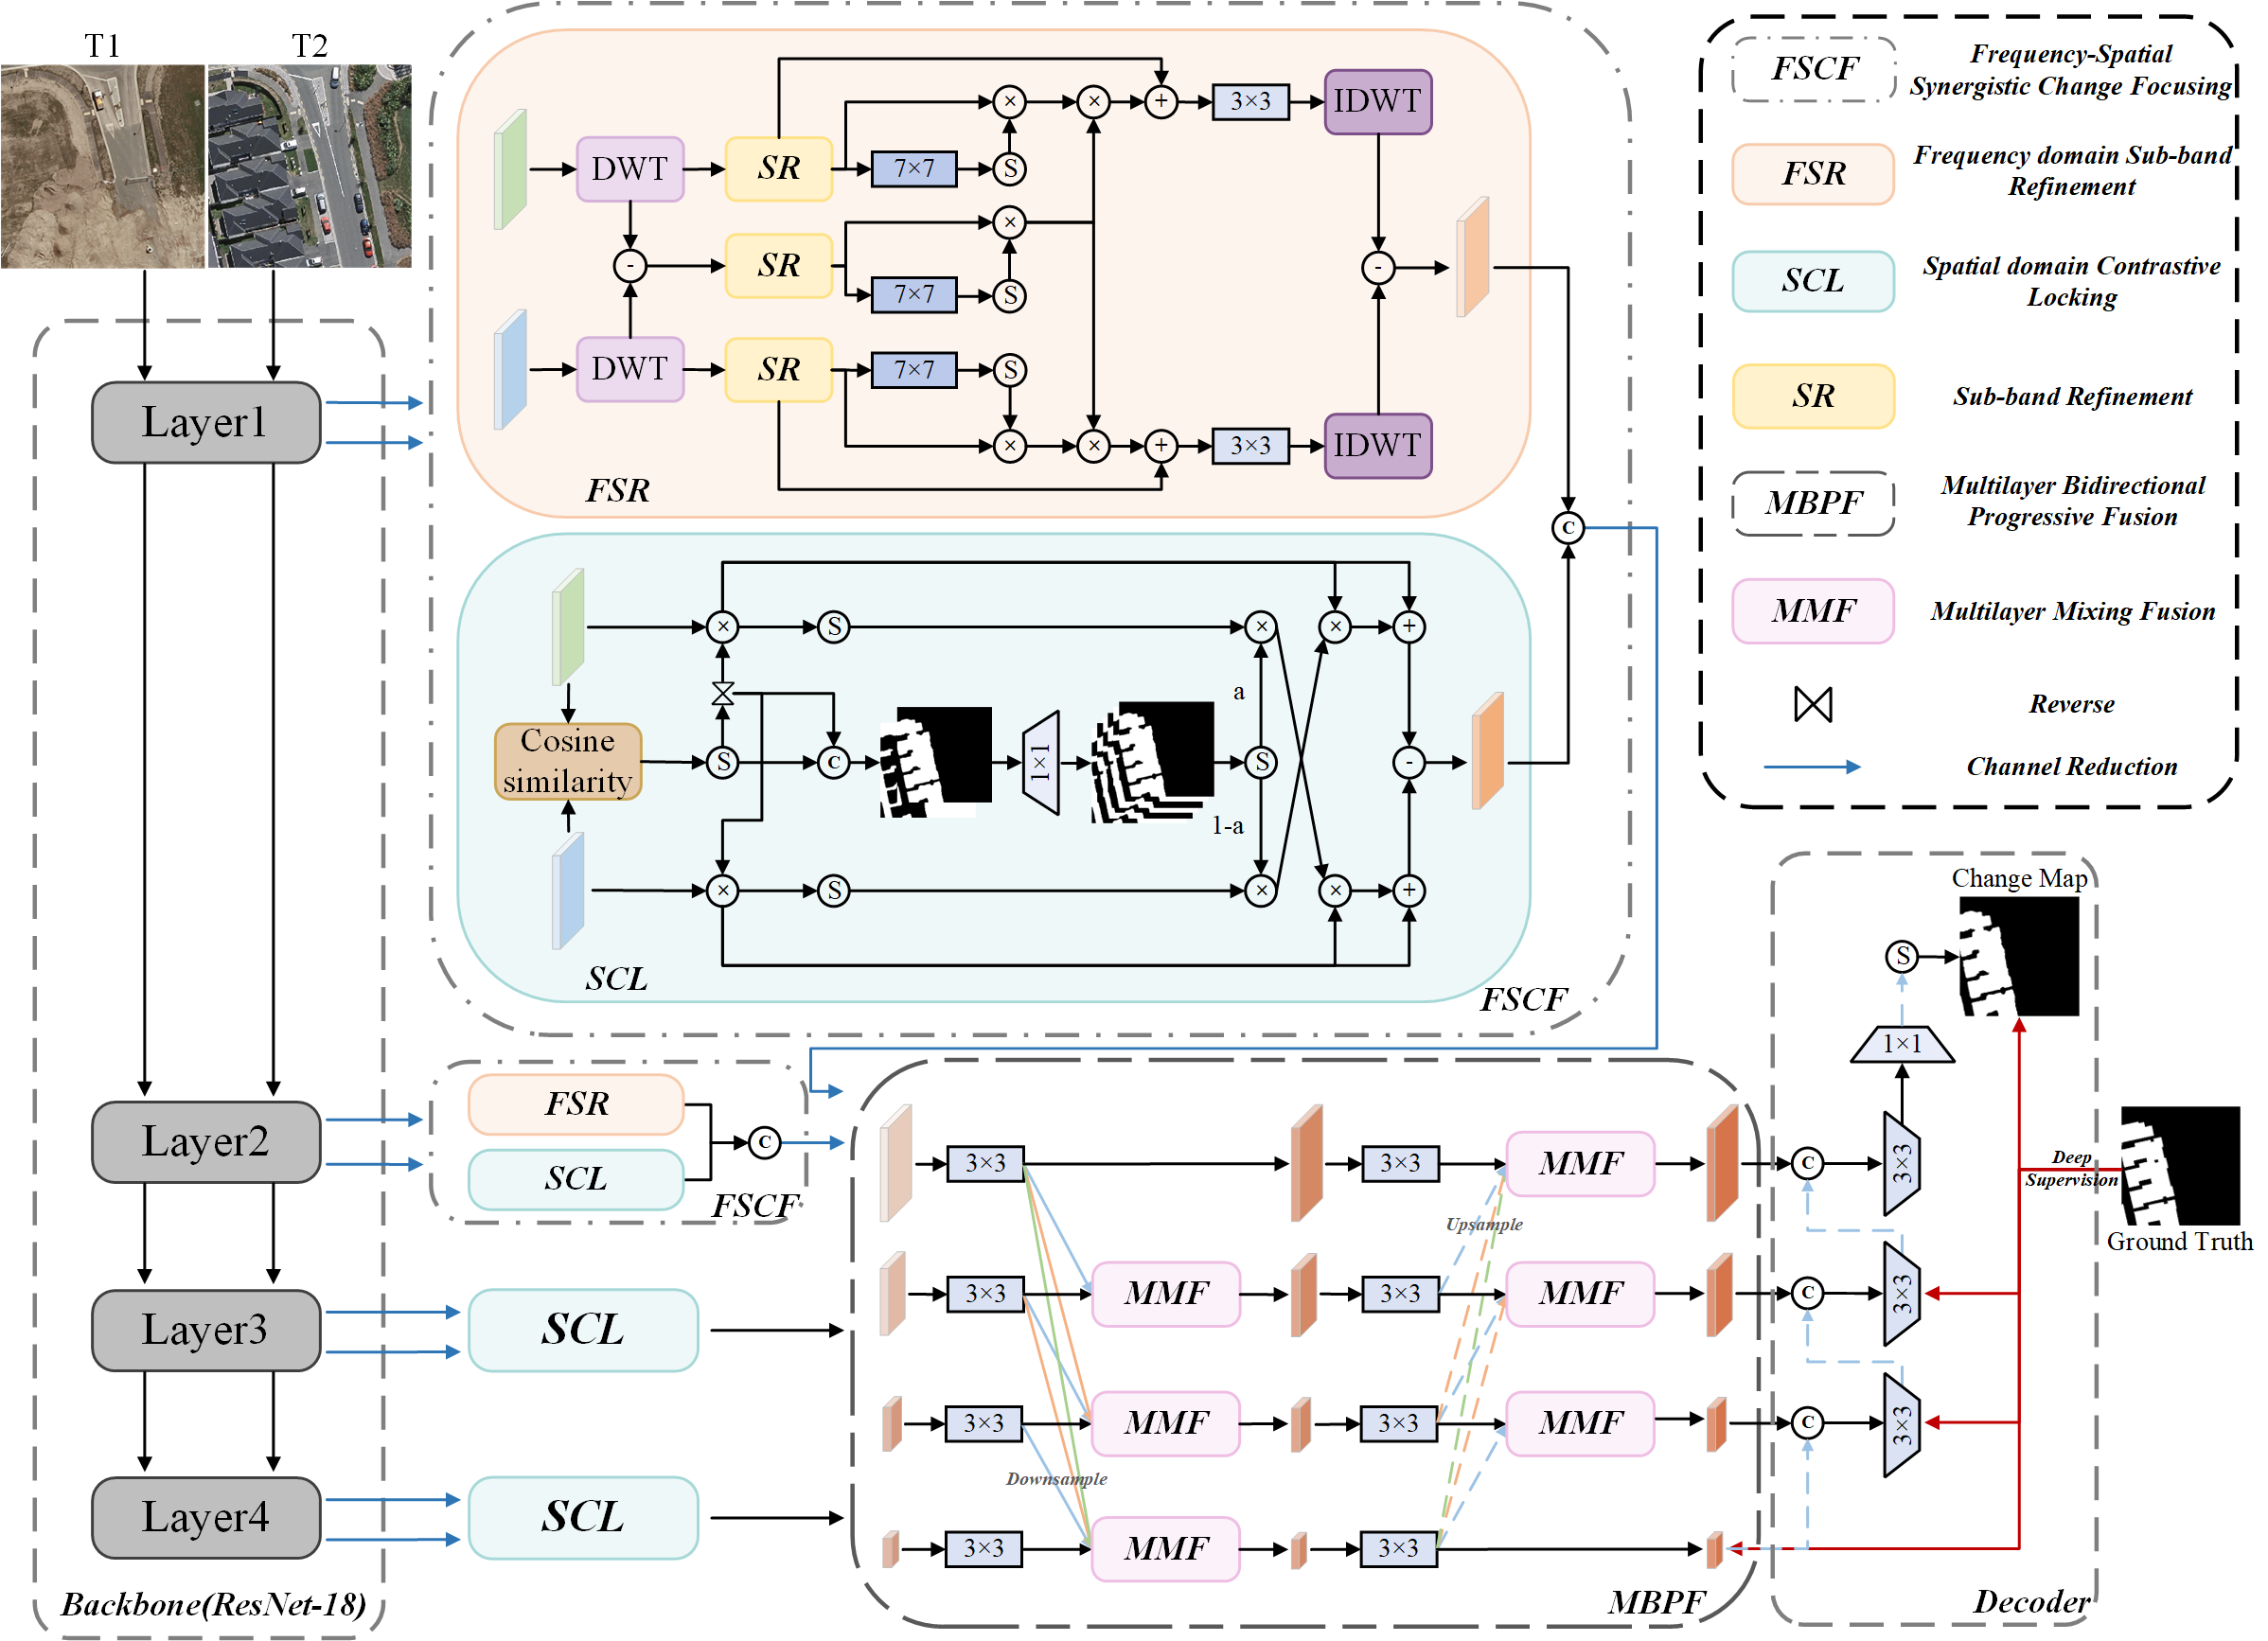 T1
T2
Layer1
Layer2
Layer3
Layer4
Backbone(ResNet-18)
DWT
SR
7×7
S
×
×
+
3×3
IDWT
-
SR
7×7
S
×
-
DWT
SR
7×7
S
×
×
+
3×3
IDWT
FSR
C
×
S
×
×
+
Cosine
similarity
S
C
1×1
a
S
1-a
-
×
S
×
×
+
SCL
FSCF
FSR
SCL
C
FSCF
SCL
SCL
3×3
3×3
MMF
Upsample
3×3
MMF
3×3
MMF
3×3
MMF
3×3
MMF
Downsample
3×3
MMF
3×3
MBPF
FSCF
Frequency-Spatial
Synergistic Change Focusing
FSR
Frequency domain Sub-band
Refinement
SCL
Spatial domain Contrastive
Locking
SR
Sub-band Refinement
MBPF
Multilayer Bidirectional
Progressive Fusion
MMF
Multilayer Mixing Fusion
Reverse
Channel Reduction
Change Map
S
1×1
C
3×3
Deep
Supervision
Ground Truth
C
3×3
C
3×3
Decoder